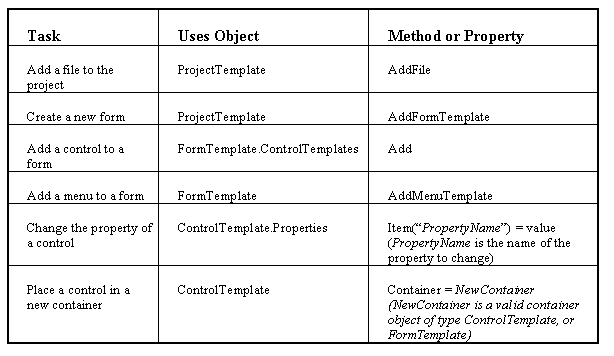 Task Uses Object Method or Property
Add a file to the ProjectTemplate AddFile
project
Create a new form ProjectTemplate AddFormTemplate
Add a control to a FormTemplate.ControlTemplates Add
form
Add a menu to a form FormTemplate AddMenuTemplate
Change the property of ControlTemplate.Properties Item(“PropertyName”) = value
a control (PropertyName is the name of the
property to change)
Place a control in a ControlTemplate Container = NewContainer
new container (NewContainer is a valid container
object of type ControlTemplate, or
FormTemplate)